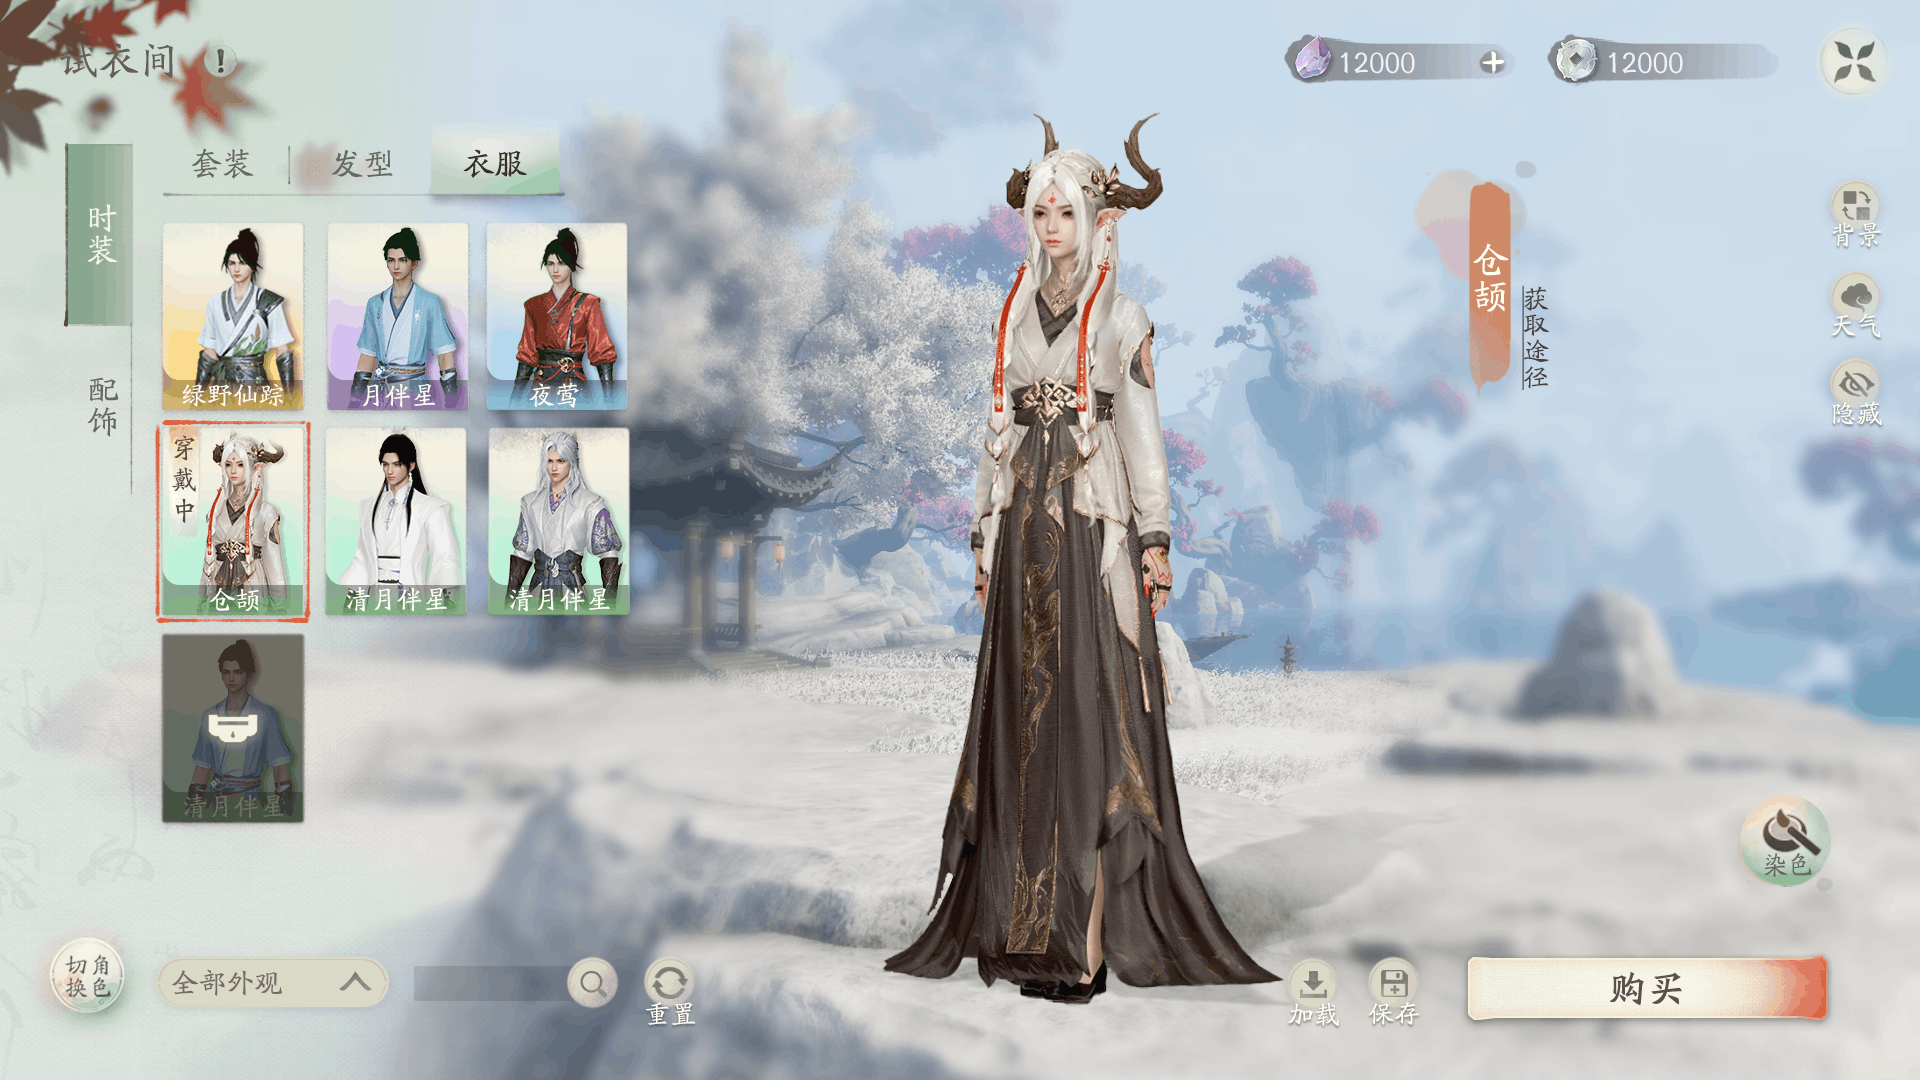 试衣间
!
12000
12000
套装
发型
衣服
时装
配饰
绿野仙踪
月伴星
夜莺
穿戴中
仓颉
清月伴星
清月伴星
清月伴星
仓颉
获取途径
背景
天气
隐藏
染色
切角
换色
全部外观
重置
加载
保存
购买